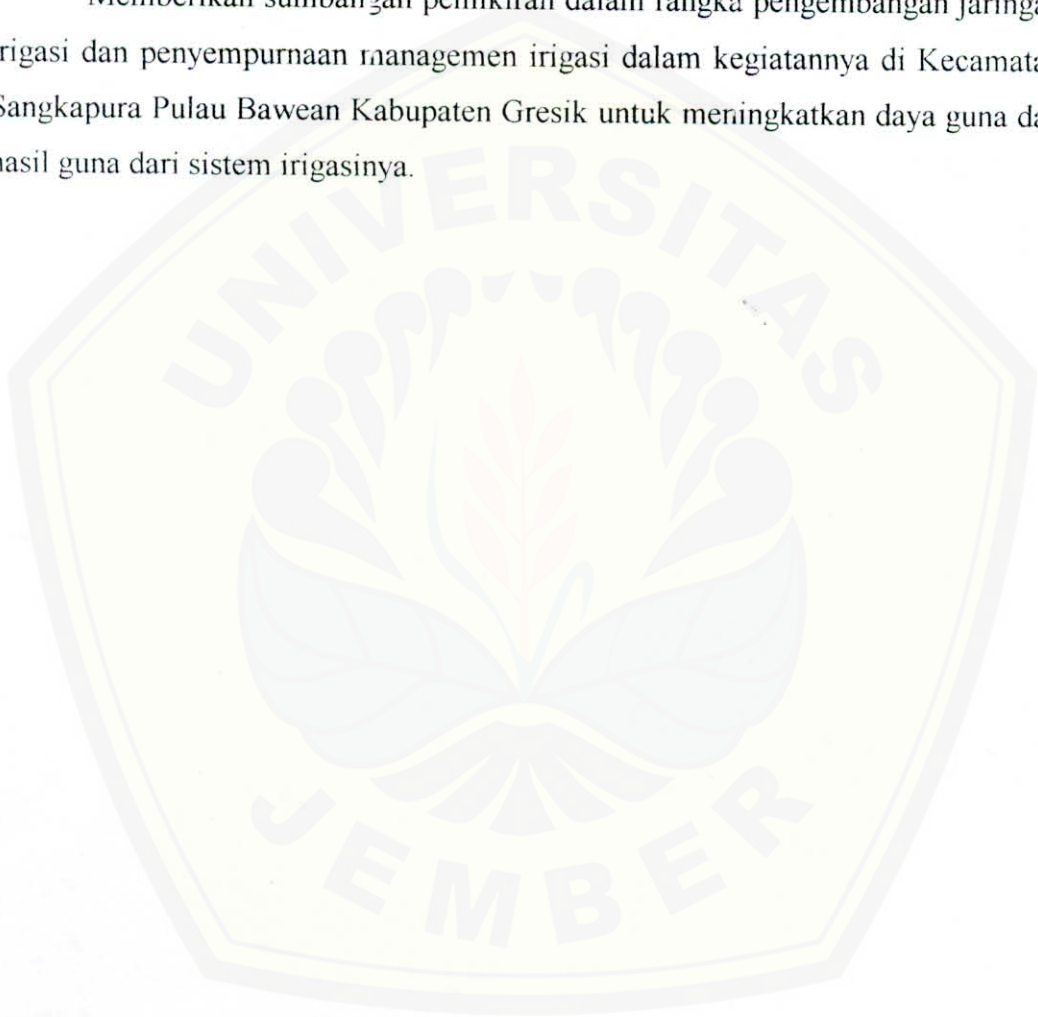 Memberikan sumbangan pemikiran dalam rangka pengembangan jaringa
rigasi dan penyempurnaan managemen irigasi dalam kegiatannya di Kecamata
Sangkapura Pulau Bawean Kabupaten Gresik untuk meningkatkan daya guna da
hasil guna dari sistem irigasinya.
UNIVERSITAS
JEMBER